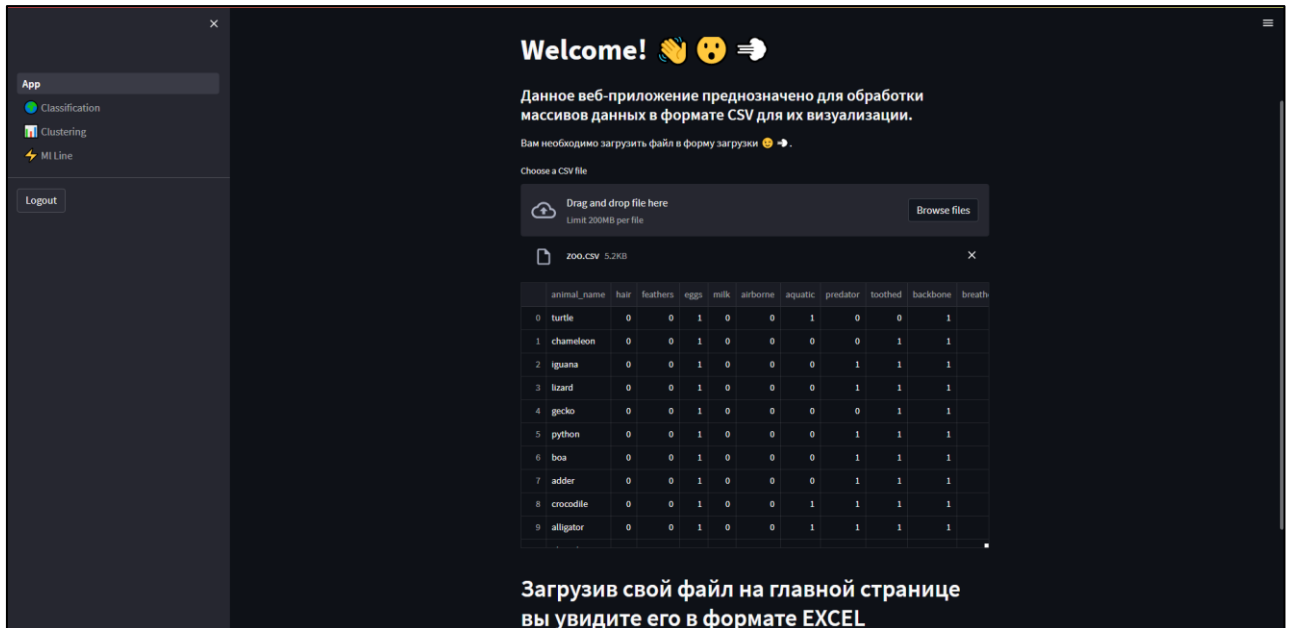 App
Classification
Clustering
MI Line
Logout
Welcome! 👋 😮 💨
Данное веб-приложение преднозначено для обработки
массивов данных в формате CSV для их визуализации.
Вам необходимо загрузить файл в форму загрузки 😉 💨 .
Choose a CSV file
Drag and drop file here
Limit 200MB per file
Browse files
zoo.csv 5.2KB
animal_name hair feathers eggs milk airborne aquatic predator toothed backbone breath
0 turtle 0 0 1 0 0 1 0 0 1
1 chameleon 0 0 1 0 0 0 0 1 1
2 iguana 0 0 1 0 0 0 1 1 1
3 lizard 0 0 1 0 0 0 1 1 1
4 gecko 0 0 1 0 0 0 0 1 1
5 python 0 0 1 0 0 0 1 1 1
6 boa 0 0 1 0 0 0 1 1 1
7 adder 0 0 1 0 0 0 1 1 1
8 crocodile 0 0 1 0 0 1 1 1 1
9 alligator 0 0 1 0 0 1 1 1 1
Загрузив свой файл на главной странице
вы увидите его в формате EXCEL